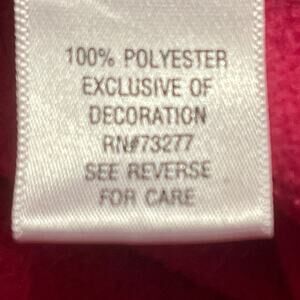 100% POLYESTER
EXCLUSIVE OF
DECORATION
RN#73277
SEE REVERSE
FOR CARE